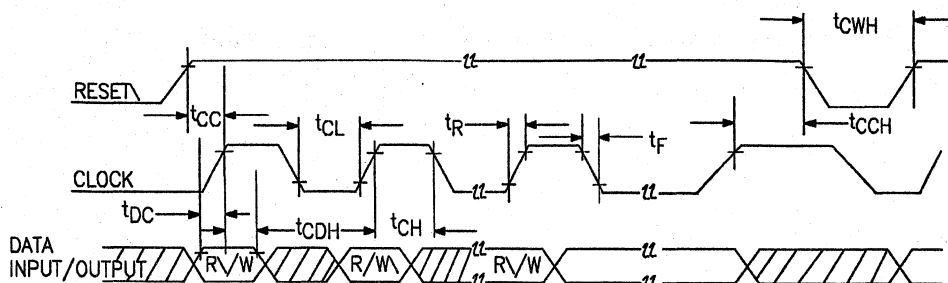 tCWH
RESET\
tCC
tCL
tR
tF
tCCH
CLOCK
tDC
tCDH
tCH
DATA
INPUT/OUTPUT
R\/W
R/W\
R\/W